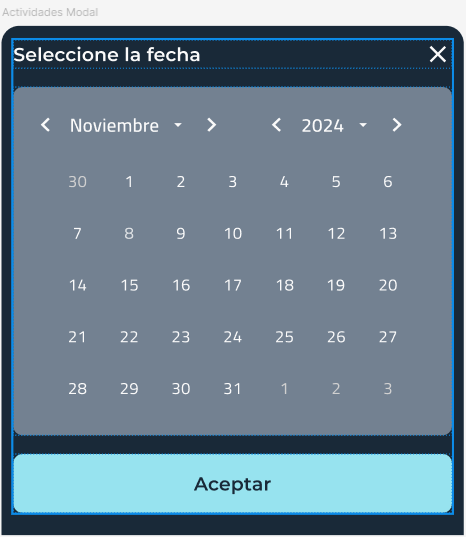 Actividades Modal
Seleccione la fecha
Noviembre 2024
30 1 2 3 4 5 6
7 8 9 10 11 12 13
14 15 16 17 18 19 20
21 22 23 24 25 26 27
28 29 30 31 1 2 3
Aceptar